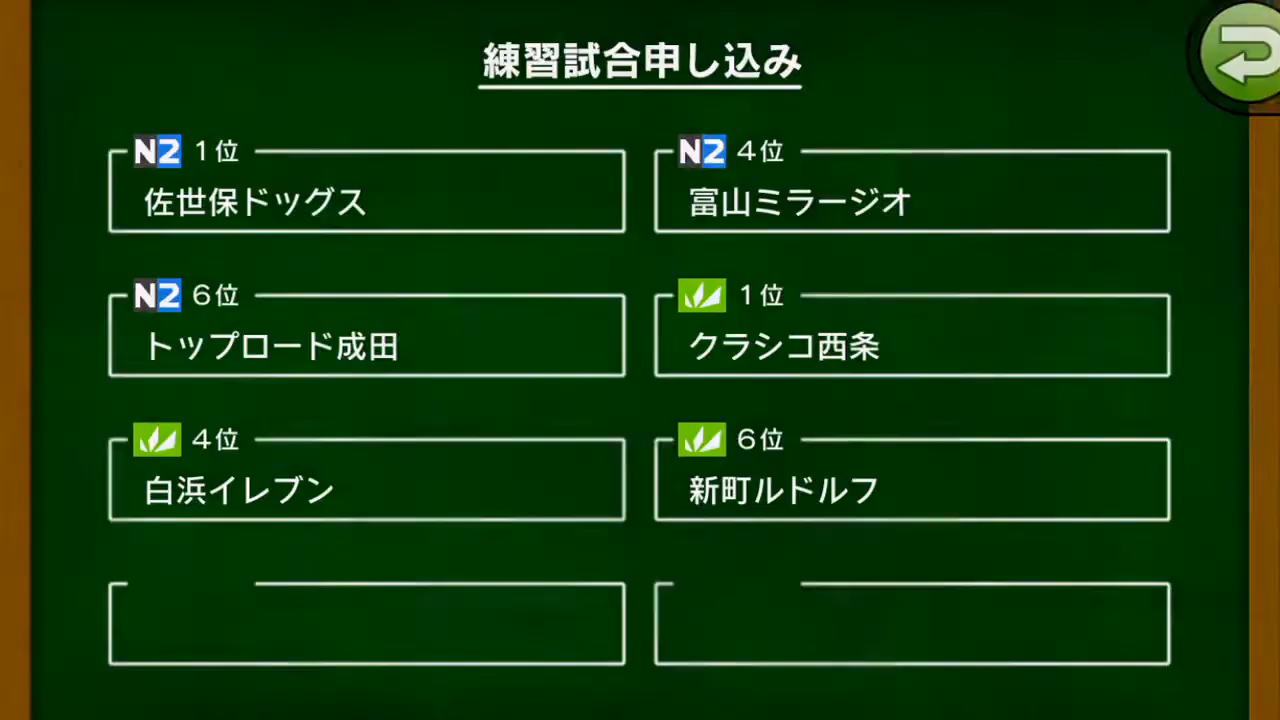 練習試合申し込み
N2 1位
佐世保ドッグス
N2 4位
富山ミラージオ
N2 6位
トップロード成田
1位
クラシコ西条
4位
白浜イレブン
6位
新町ルドルフ